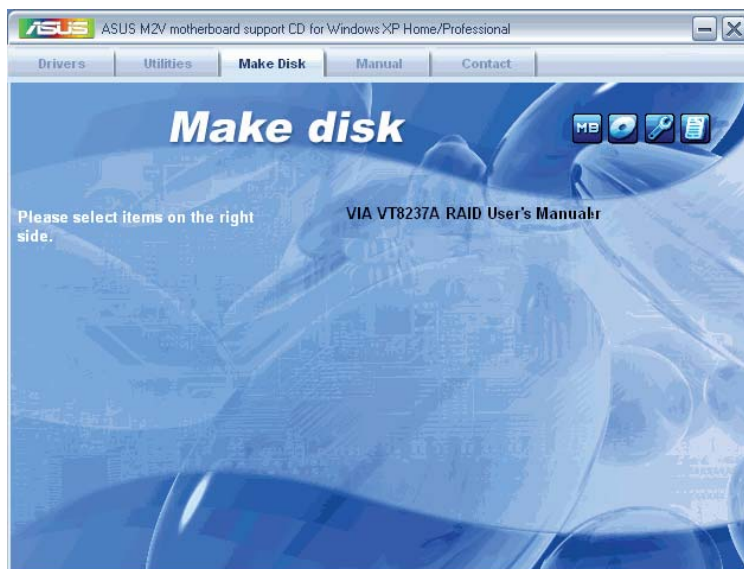 ASUS ASUS M2V motherboard support CD for Windows XP Home/Professional
Drivers Utilities Make Disk Manual Contact
Make disk
MB
Please select items on the right
side.
VIA VT8237A RAID User's Manual